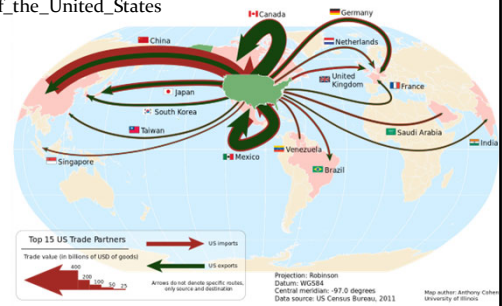 f_the_United_States
Canada
Germany
China
Netherlands
United
Kingdom
France
Japan
South Korea
Taiwan
Saudi Arabia
India
Singapore
Mexico
Venezuela
Brazil
Top 15 US Trade Partners
Trade value (in billions of USD of goods)
400
200
100
50
25
US imports
US exports
Arrows do not denote specific routes,
only source and destination
Projection: Robinson
Datum: WGS84
Central meridian: -97.0 degrees
Data source: US Census Bureau, 2011
Map author: Anthony Cohe
University of Illinois